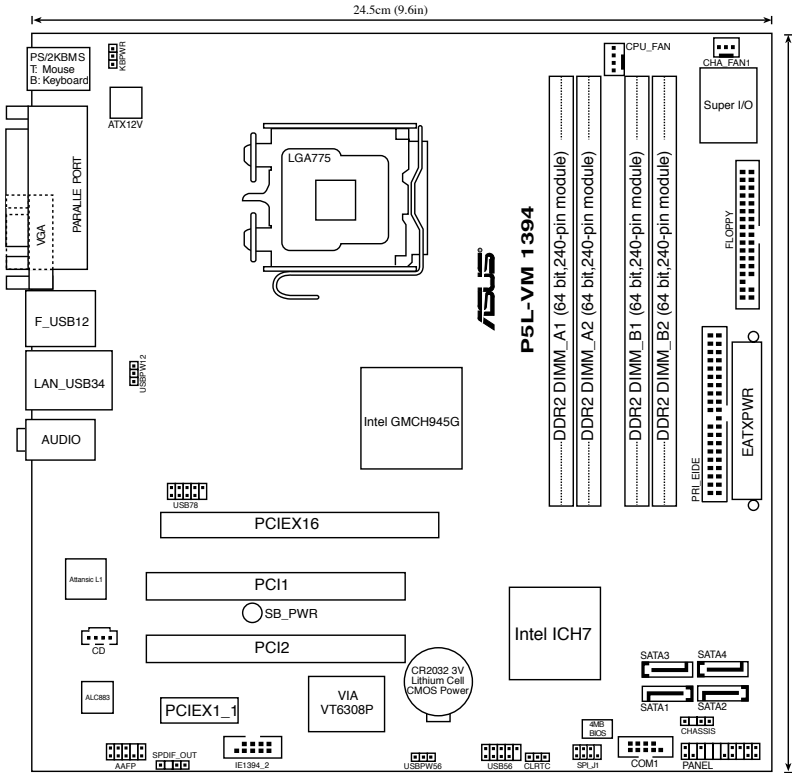 24.5cm (9.6in)
PS/2KBMS
T: Mouse
B: Keyboard
KBPWR
ATX12V
CPU_FAN
CHA_FAN1
Super I/O
LGA775
PARALLE PORT
VGA
FLOPPY
DDR2 DIMM_A1 (64 bit,240-pin module)
DDR2 DIMM_A2 (64 bit,240-pin module)
DDR2 DIMM_B1 (64 bit,240-pin module)
DDR2 DIMM_B2 (64 bit,240-pin module)
ASUS
P5L-VM 1394
F_USB12
LAN_USB34
USBPW12
AUDIO
Intel GMCH945G
PRI_EIDE
EATXPWR
USB78
PCIEX16
Attansic L1
PCI1
SB_PWR
CD
PCI2
Intel ICH7
CR2032 3V
Lithium Cell
CMOS Power
SATA3
SATA4
SATA1
SATA2
ALC883
PCIEX1_1
VIA
VT6308P
4MB
BIOS
CHASSIS
AAFP
SPDIF_OUT
IE1394_2
USBPW56
USB56
CLRTC
SPI_J1
COM1
PANEL